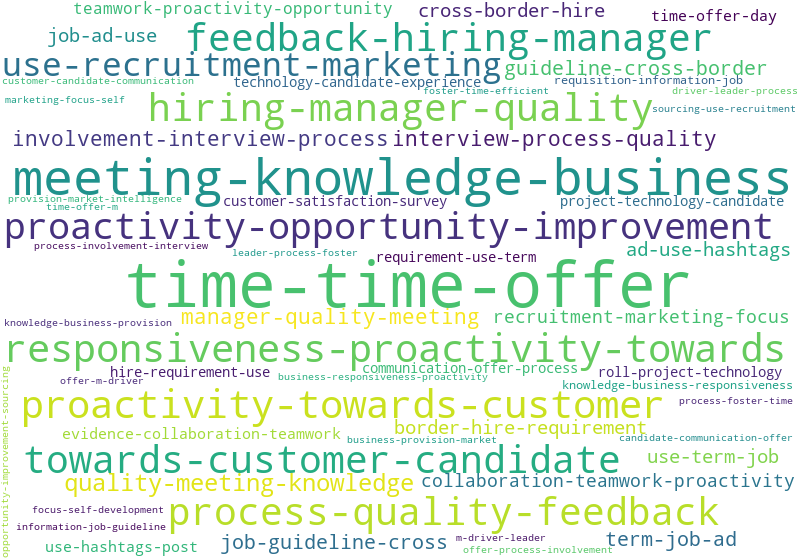 teamwork-proactivity-opportunity
cross-border-hire
time-offer-day
job-ad-use
feedback-hiring-manager
use-recruitment-marketing
guideline-cross-border
customer-candidate-communication
technology-candidate-experience
requisition-information-job
foster-time-efficient
driver-leader-process
marketing-focus-self
hiring-manager-quality
sourcing-use-recruitment
involvement-interview-process
interview-process-quality
meeting-knowledge-business
provision-market-intelligence
customer-satisfaction-survey
project-technology-candidate
time-offer-m
proactivity-opportunity-improvement
process-involvement-interview
leader-process-foster
requirement-use-term
ad-use-hashtags
time-time-offer
knowledge-business-provision
manager-quality-meeting
recruitment-marketing-focus
responsiveness-proactivity-towards
hire-requirement-use
communication-offer-process
roll-project-technology
offer-m-driver
business-responsiveness-proactivity
knowledge-business-responsiveness
opportunity-improvement-sourcing
proactivity-towards-customer
process-foster-time
evidence-collaboration-teamwork
border-hire-requirement
business-provision-market
candidate-communication-offer
towards-customer-candidate
use-term-job
quality-meeting-knowledge
collaboration-teamwork-proactivity
focus-self-development
process-quality-feedback
information-job-guideline
use-hashtags-post
job-guideline-cross
m-driver-leader
offer-process-involvement
term-job-ad